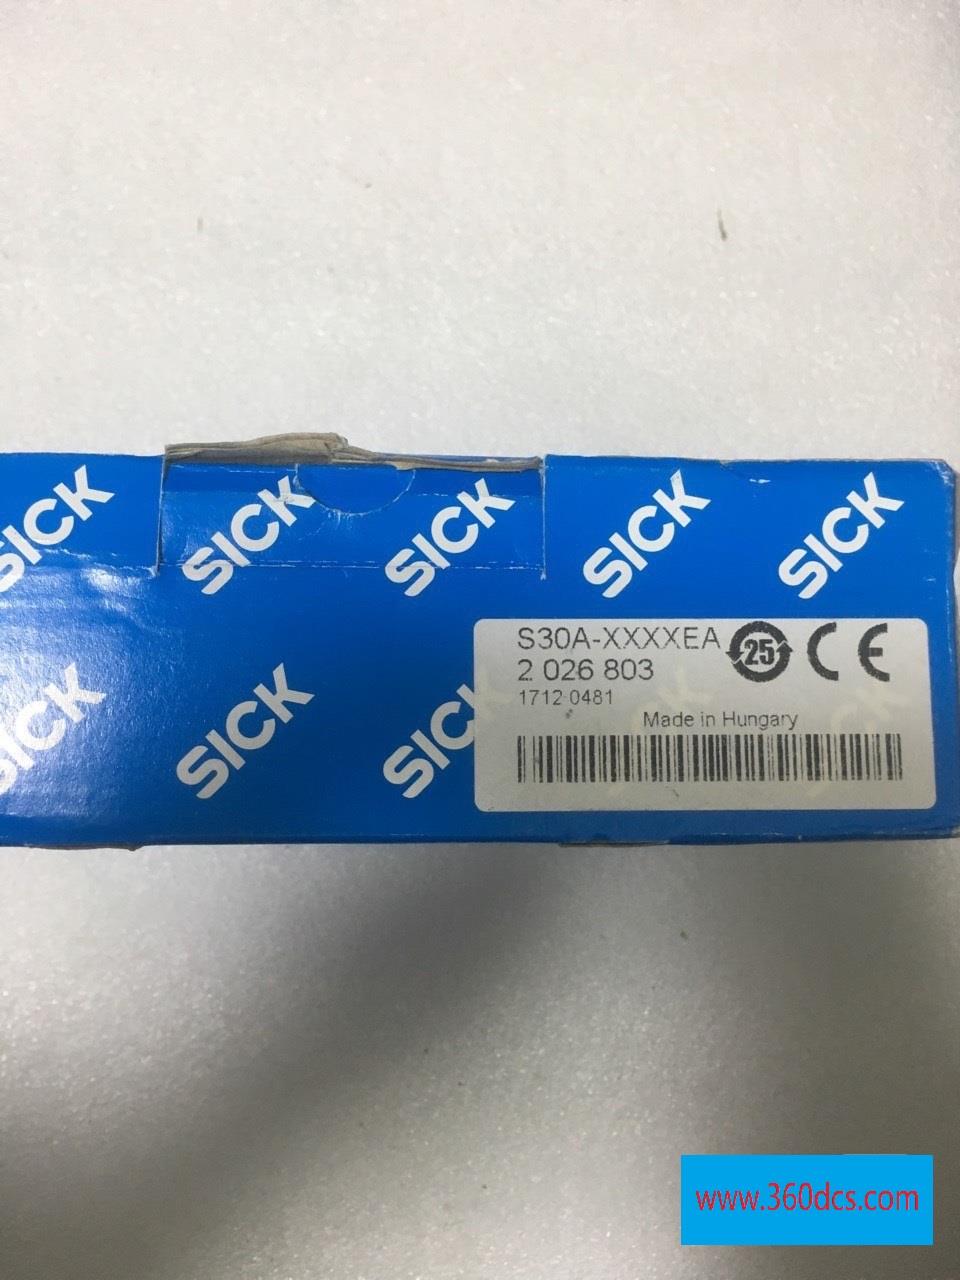 SICK SICK SICK SICK SICK
SICK SICK SICK
S30A-XXXXEA 25 CE
2 026 803
1712 0481
Made in Hungary
www.360dcs.com